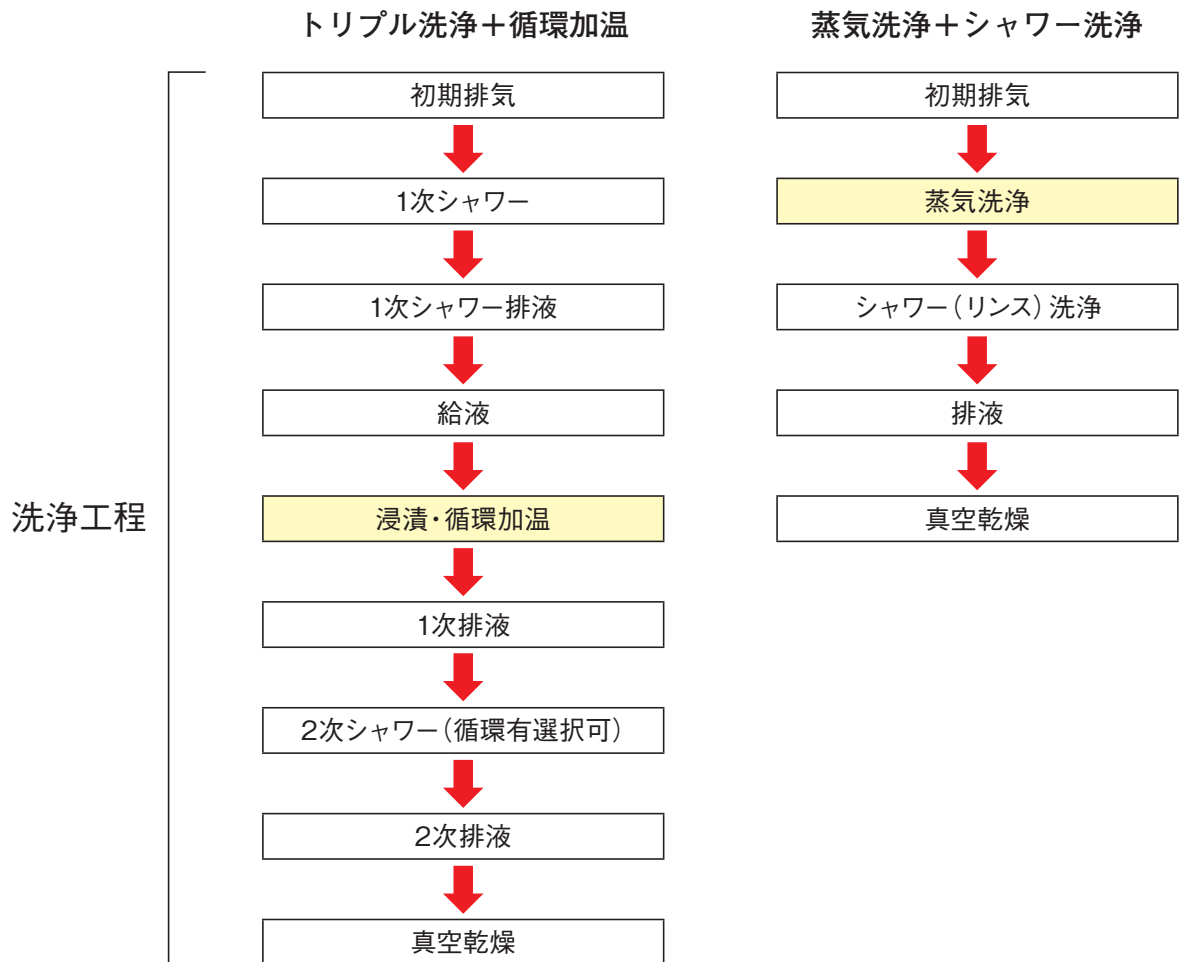 トリプル洗浄＋循環加温
初期排気
1次シャワー
1次シャワー排液
給液
浸漬・循環加温
1次排液
2次シャワー（循環有選択可）
2次排液
真空乾燥
蒸気洗浄＋シャワー洗浄
初期排気
蒸気洗浄
シャワー（リンス）洗浄
排液
真空乾燥
洗浄工程